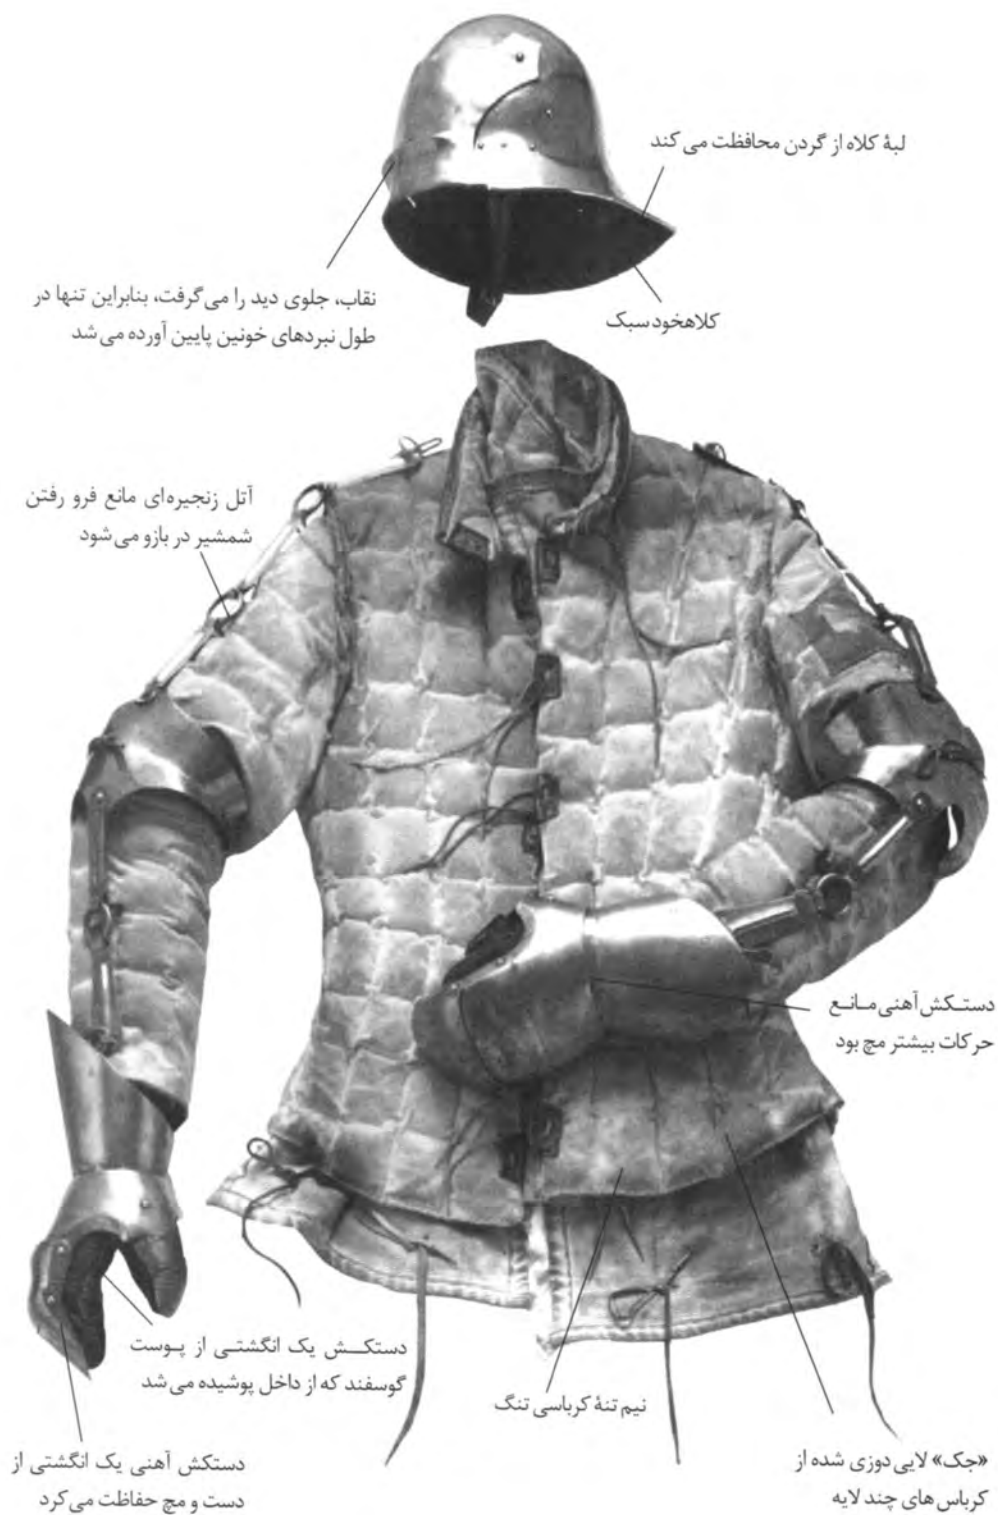 لبهٔ کلاه از گردن محافظت می کند
نقاب، جلوی دید را می‌گرفت، بنابراین تنها در
طول نبردهای خونین پایین آورده می‌شد
کلاهخود سبک
آتل زنجیره‌ای مانع فرو رفتن
شمشیر در بازو می‌شود
دستکش آهنی مانع
حرکات بیشتر مچ بود
دستکش یک انگشتی از پوست
گوسفند که از داخل پوشیده می‌شد
نیم تنهٔ کرباسی تنگ
دستکش آهنی یک انگشتی از
دست و مچ حفاظت می‌کرد
«جک» لایی دوزی شده از
کرباس های چند لایه